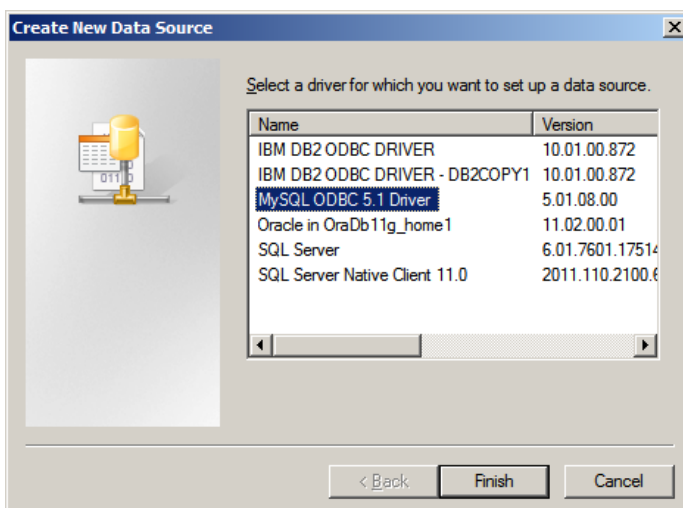 Create New Data Source
Select a driver for which you want to set up a data source.
Name Version
IBM DB2 ODBC DRIVER 10.01.00.872
IBM DB2 ODBC DRIVER - DB2COPY1 10.01.00.872
MySQL ODBC 5.1 Driver 5.01.08.00
Oracle in OraDb11g_home1 11.02.00.01
SQL Server 6.01.7601.17514
SQL Server Native Client 11.0 2011.110.2100.6
011
< Back Finish Cancel